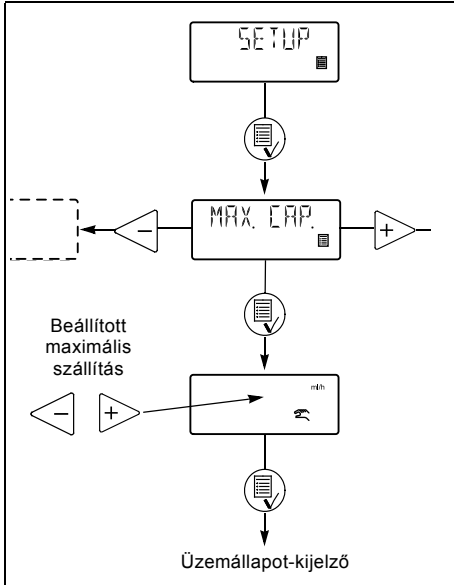 SETUP
MAX. CAP.
Beállított
maximális
szállítás
ml/h
Üzemállapot-kijelző